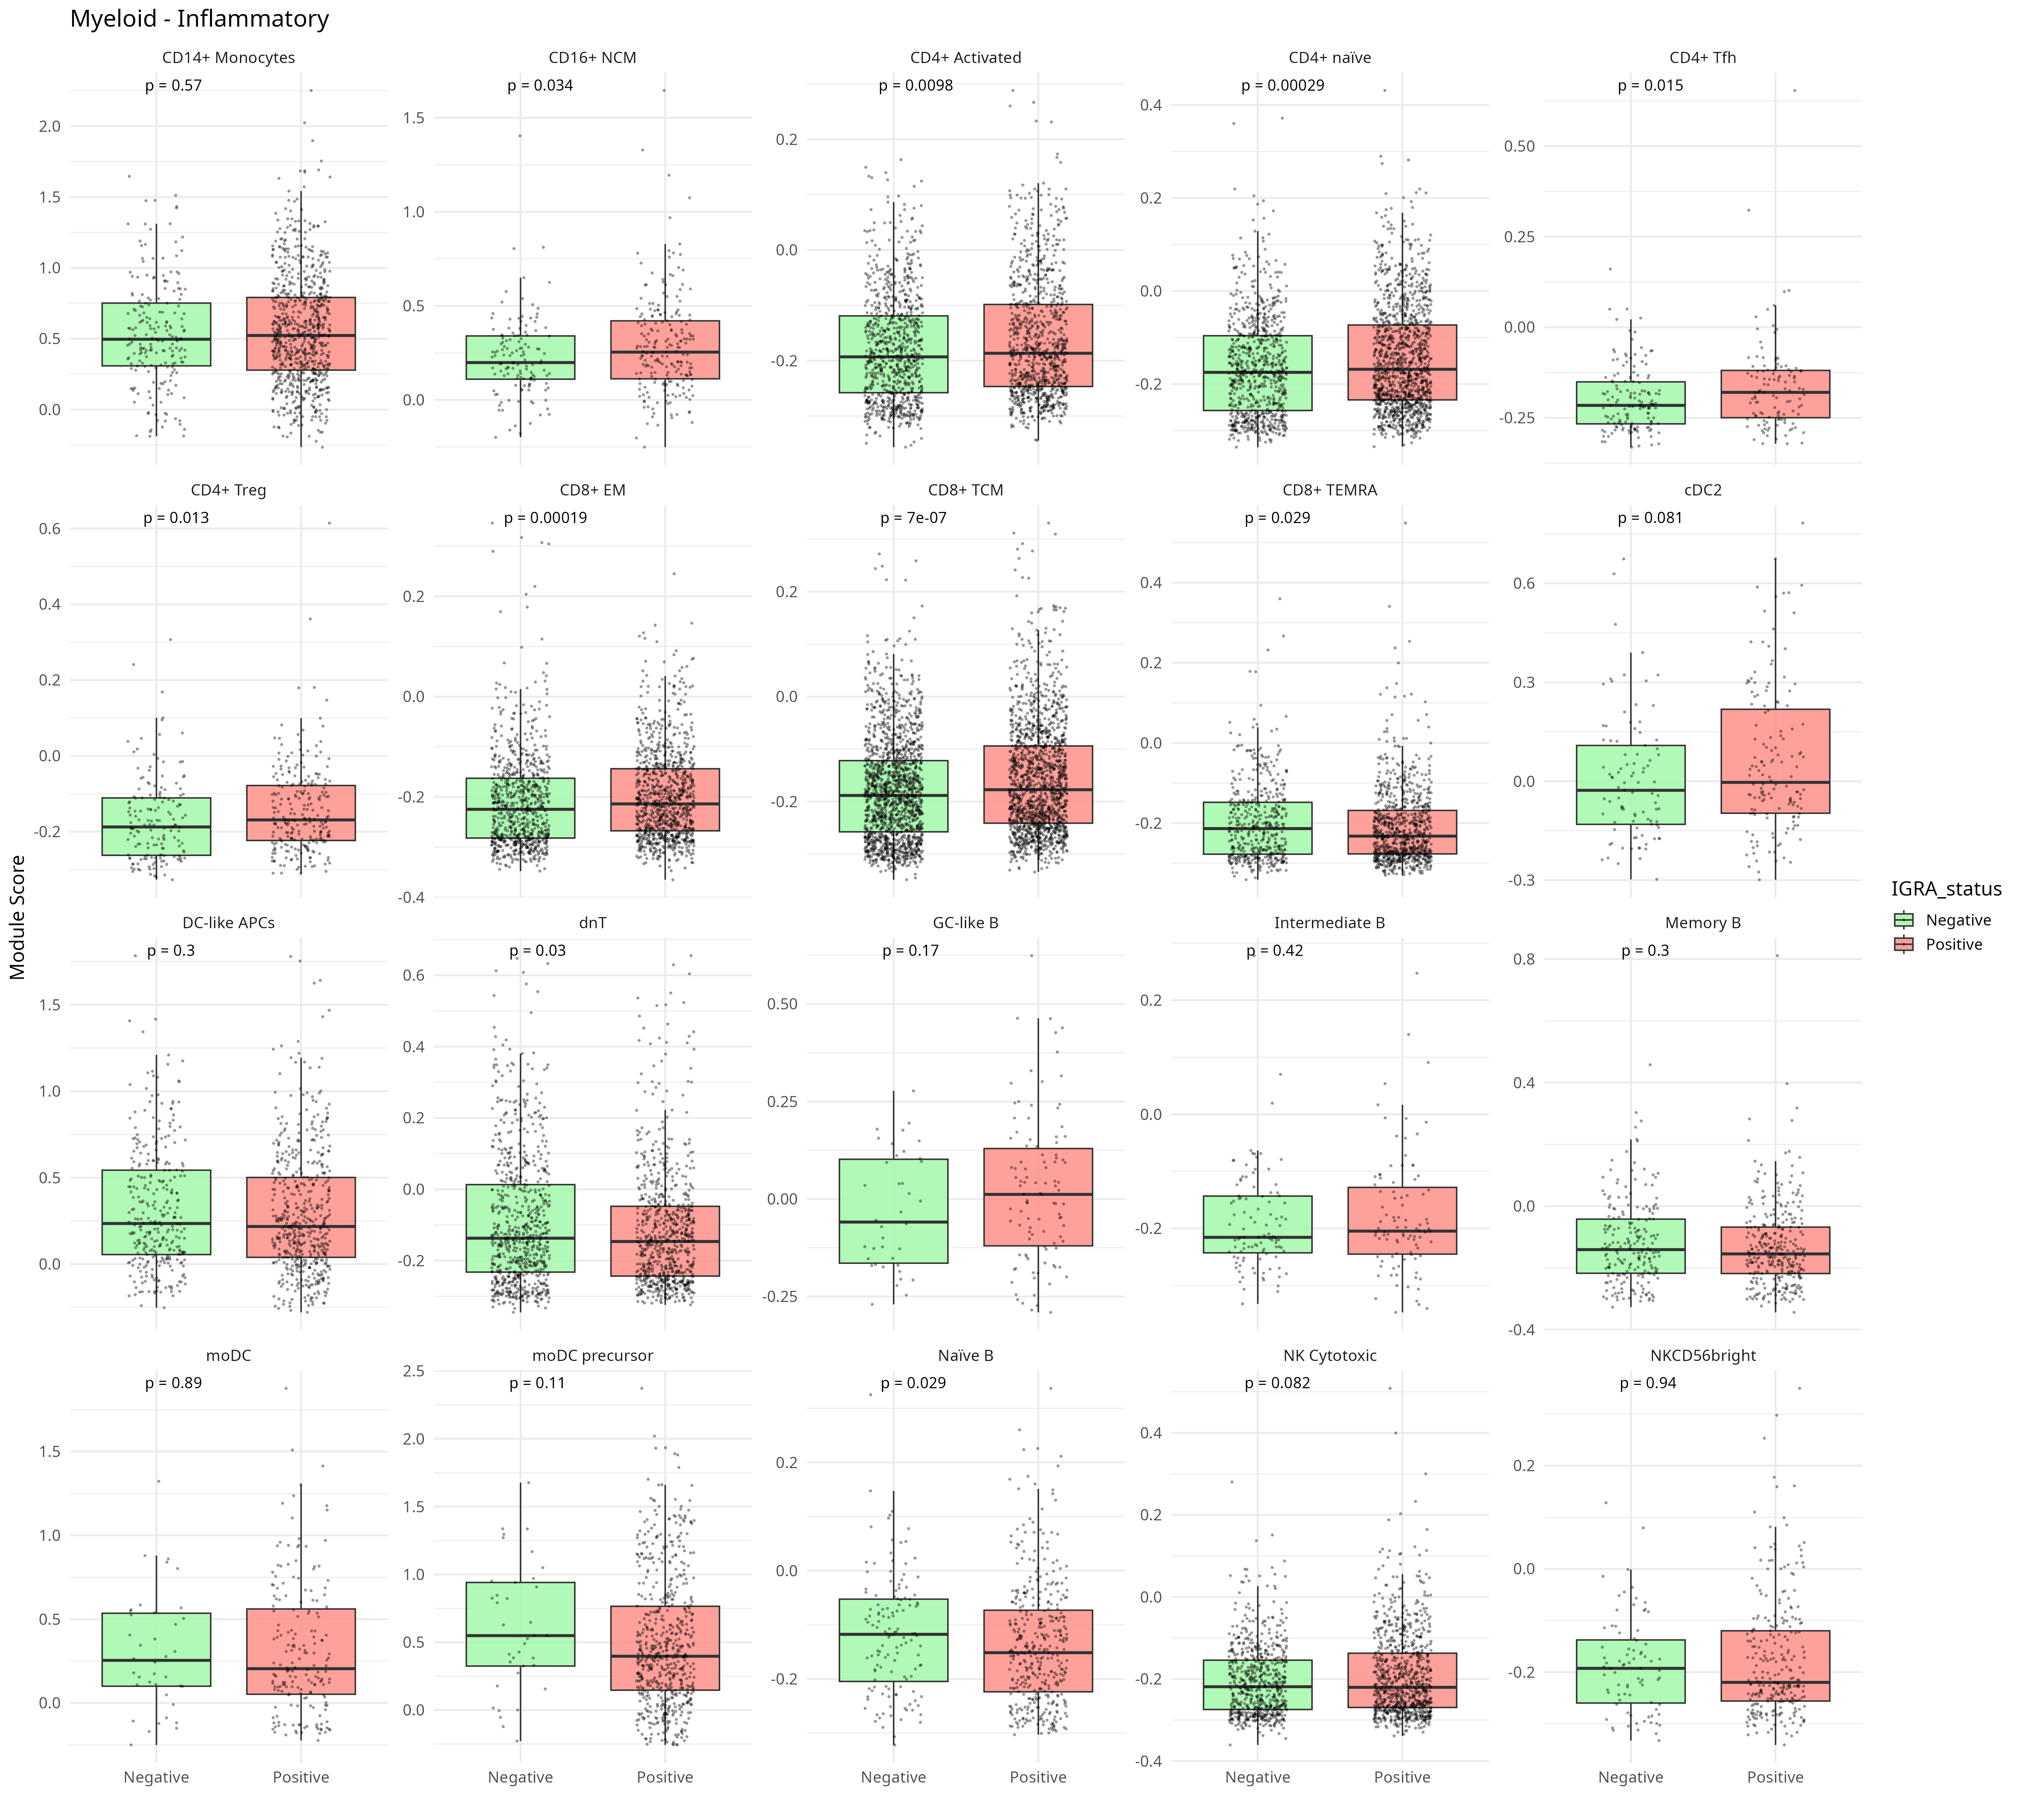 Myeloid - Inflammatory
CD14+ Monocytes
CD16+ NCM
CD4+ Activated
CD4+ naïve
CD4+ Tfh
p = 0.57
p = 0.034
p = 0.0098
p = 0.00029
p = 0.015
2.0
1.5
1.0
0.5
0.0
1.5
1.0
0.5
0.0
0.2
0.0
-0.2
0.4
0.2
0.0
-0.2
0.50
0.25
0.00
-0.25
CD4+ Treg
CD8+ EM
CD8+ TCM
CD8+ TEMRA
cDC2
p = 0.013
p = 0.00019
p = 7e-07
p = 0.029
p = 0.081
0.6
0.4
0.2
0.0
-0.2
0.2
0.0
-0.2
-0.4
0.2
0.0
-0.2
0.4
0.2
0.0
-0.2
0.6
0.3
0.0
-0.3
DC-like APCs
dnT
GC-like B
Intermediate B
Memory B
p = 0.3
p = 0.03
p = 0.17
p = 0.42
p = 0.3
1.5
1.0
0.5
0.0
0.6
0.4
0.2
0.0
-0.2
0.50
0.25
0.00
-0.25
0.2
0.0
-0.2
0.8
0.4
0.0
-0.4
moDC
moDC precursor
Naïve B
NK Cytotoxic
NKCD56bright
p = 0.89
p = 0.11
p = 0.029
p = 0.082
p = 0.94
1.5
1.0
0.5
0.0
2.5
2.0
1.5
1.0
0.5
0.0
0.2
0.0
-0.2
0.4
0.2
0.0
-0.2
-0.4
0.2
0.0
-0.2
Negative
Positive
Negative
Positive
Negative
Positive
Negative
Positive
Negative
Positive
Module Score
IGRA_status
Negative
Positive